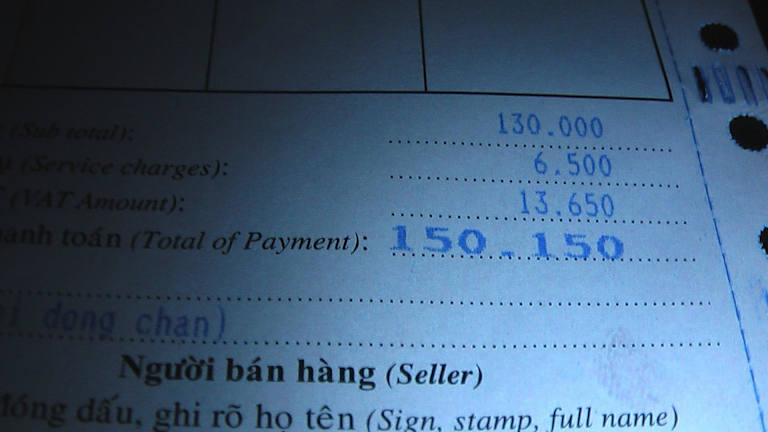 (Sub total): 130.000
(Service charges): 6.500
(VAT Amount): 13.650
anh toán (Total of Payment): 150.150
dong chan)
Người bán hàng (Seller)
đóng dấu, ghi rõ họ tên (Sign, stamp, full name)